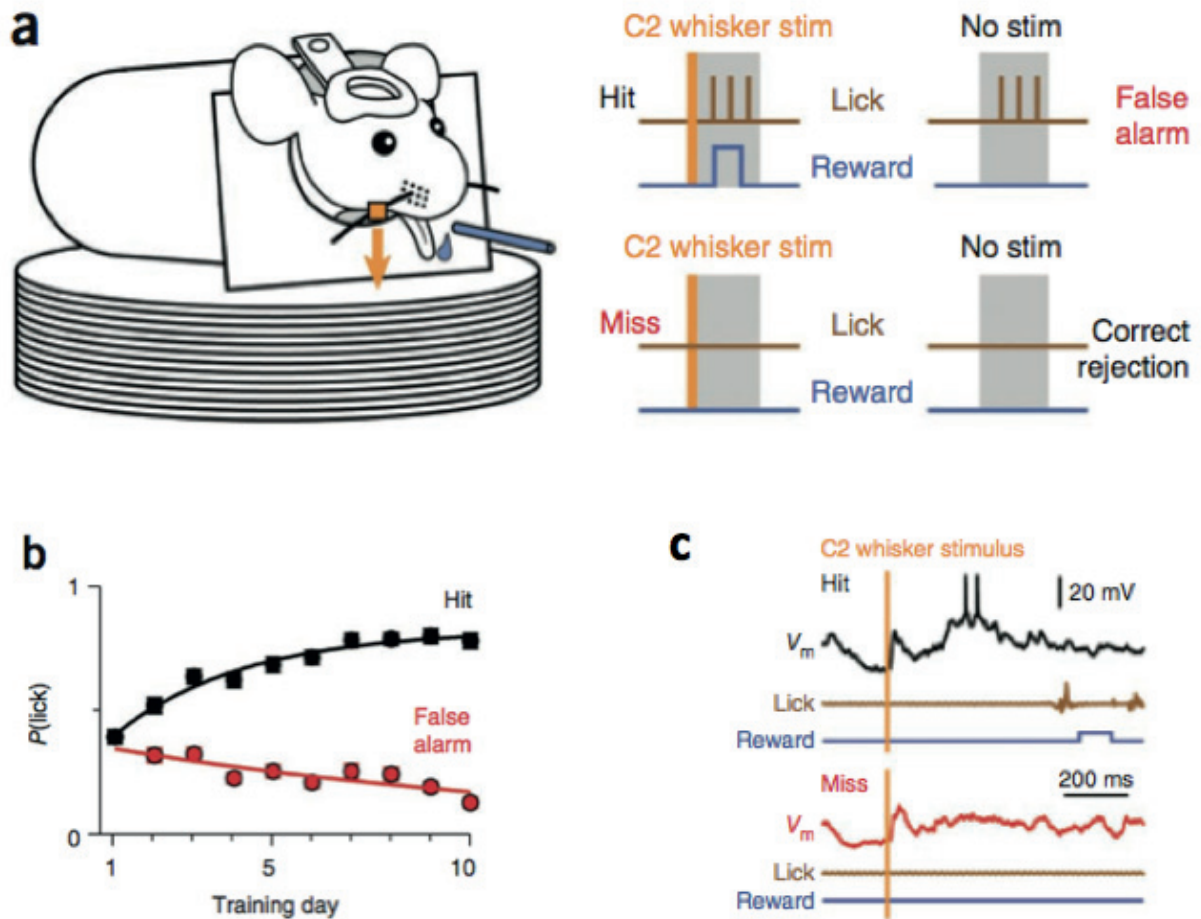 a
C2 whisker stim
No stim
Hit
Lick
False
alarm
Reward
C2 whisker stim
No stim
Miss
Lick
Correct
rejection
Reward
b
1
Hit
P(lick)
False
alarm
0
1
5
10
Training day
c
C2 whisker stimulus
Hit
20 mV
Vm
Lick
Reward
Miss
200 ms
Vm
Lick
Reward